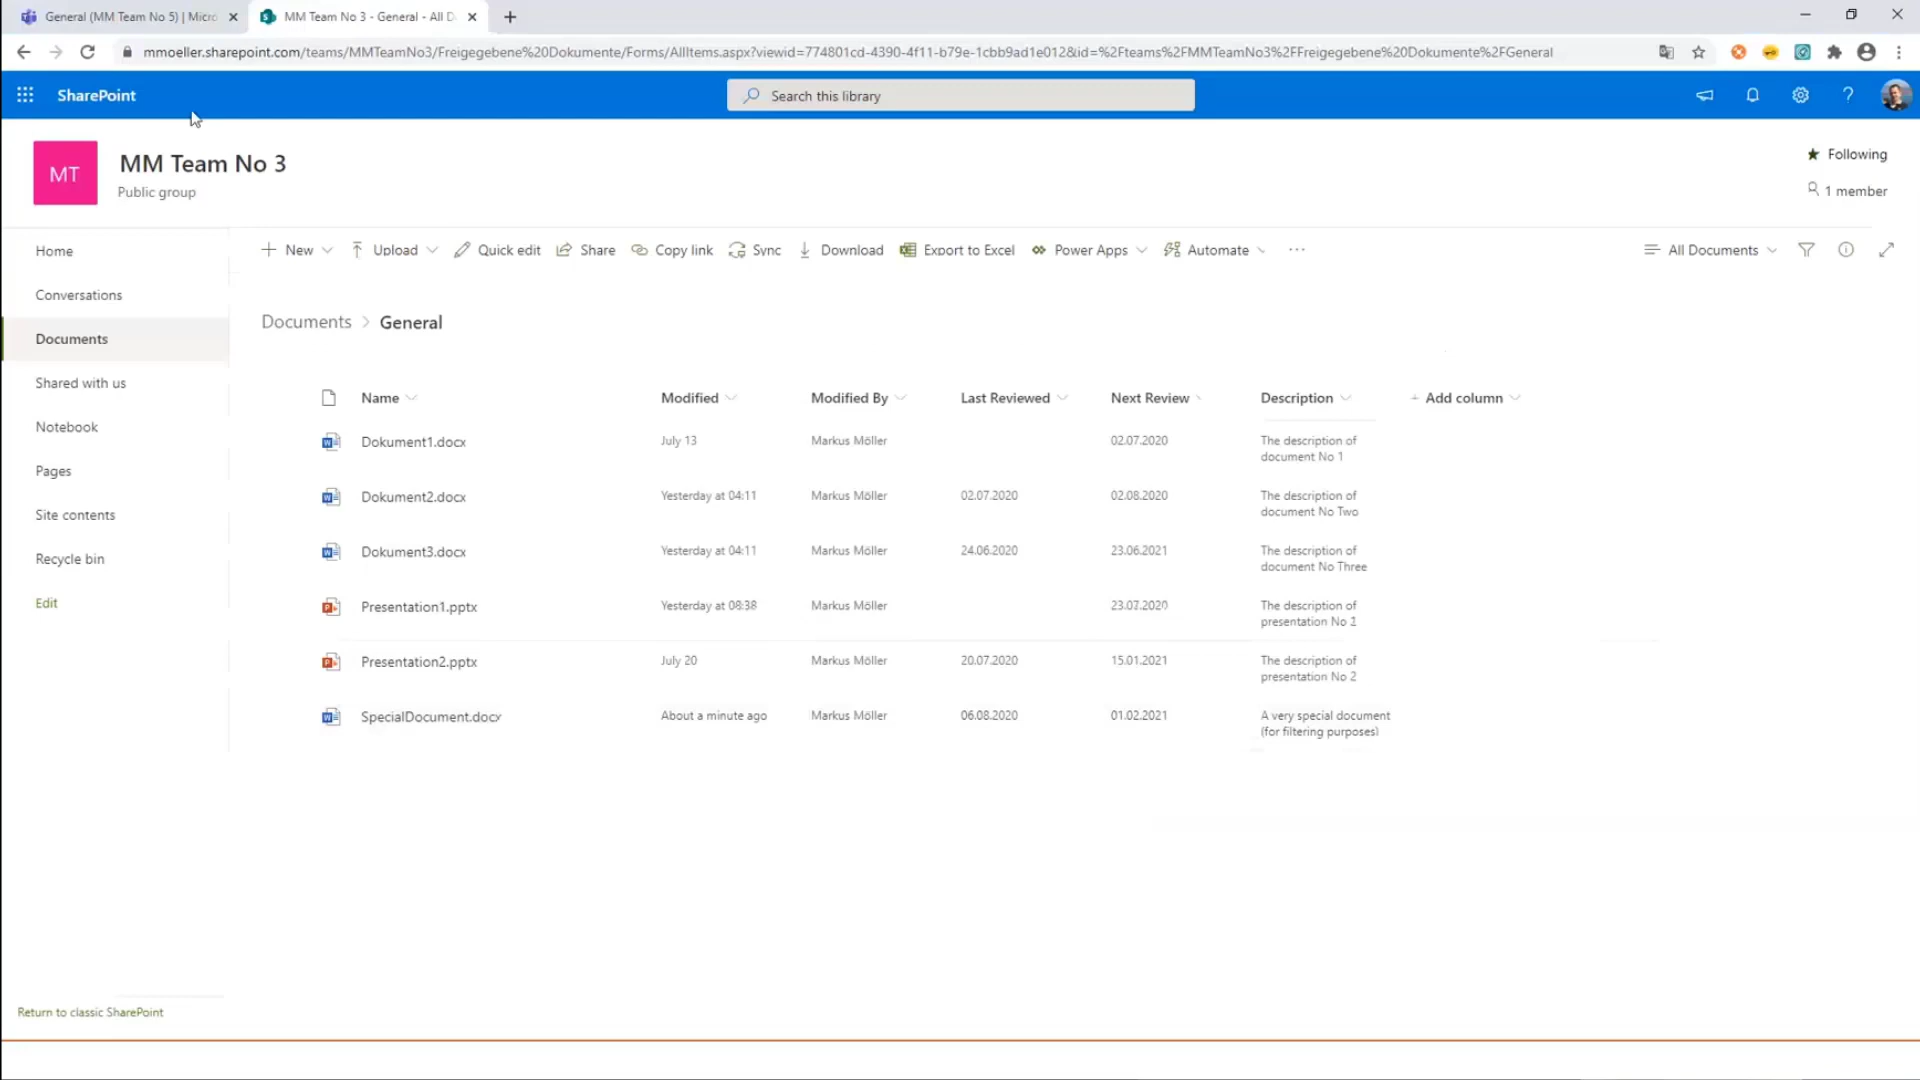 General (MM Team No 5) | Micro
MM Team No 3 - General - All D
mmoeller.sharepoint.com/teams/MMTeamNo3/Freigegebene%20Dokumente/Forms/AllItems.aspx?viewid=774801cd-4390-4f11-b79e-1cbb9ad1e012&id=%2Fteams%2FMMTeamNo3%2FFreigegebene%20Dokumente%2FGeneral
SharePoint
Search this library
?
MT
MM Team No 3
Public group
Following
1 member
Home
Conversations
Documents
Shared with us
Notebook
Pages
Site contents
Recycle bin
Edit
Return to classic SharePoint
New Upload Quick edit Share Copy link Sync Download Export to Excel Power Apps Automate ··· All Documents
Documents > General
Name Modified Modified By Last Reviewed Next Review Description + Add column
Dokument1.docx July 13 Markus Möller 02.07.2020 The description of
document No 1
Dokument2.docx Yesterday at 04:11 Markus Möller 02.07.2020 02.08.2020 The description of
document No Two
Dokument3.docx Yesterday at 04:11 Markus Möller 24.06.2020 23.06.2021 The description of
document No Three
Presentation1.pptx Yesterday at 08:38 Markus Möller 23.07.2020 The description of
presentation No 1
Presentation2.pptx July 20 Markus Möller 20.07.2020 15.01.2021 The description of
presentation No 2
SpecialDocument.docx About a minute ago Markus Möller 06.08.2020 01.02.2021 A very special document
(for filtering purposes)